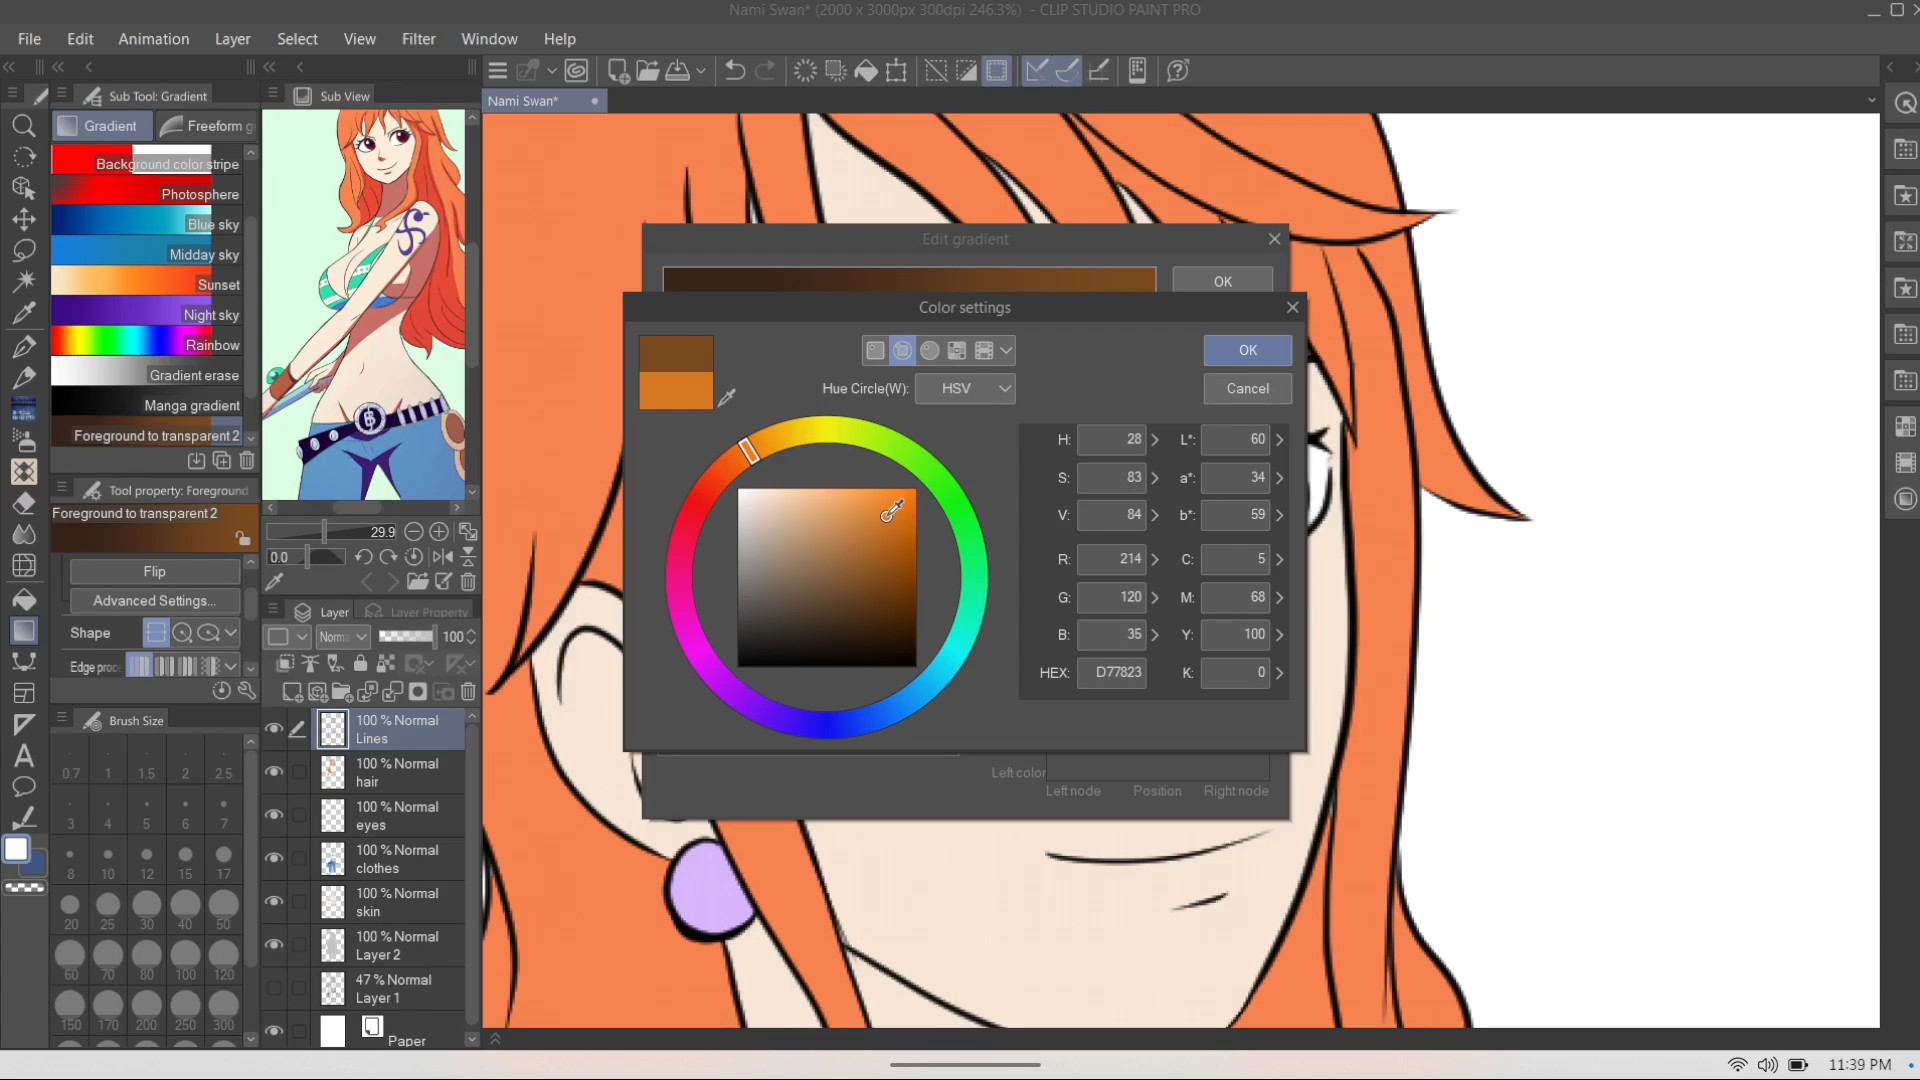 Nami Swan* (2000 x 3000px 300dpi 246.3%) - CLIP STUDIO PAINT PRO
File Edit Animation Layer Select View Filter Window Help
Sub Tool: Gradient
Sub View
Nami Swan*
Gradient
Freeform g
Background color stripe
Photosphere
Blue sky
Midday sky
Sunset
Night sky
Rainbow
Gradient erase
Manga gradient
Foreground to transparent 2
Tool property: Foreground
Foreground to transparent 2
Flip
Advanced Settings...
Shape
Edge proc
Brush Size
0.7 1 1.5 2 2.5
3 4 5 6 7
8 10 12 15 17
20 25 30 40 50
60 70 80 100 120
150 170 200 250 300
29.9
0.0
Layer
Layer Property
Norm
100
100 % Normal
Lines
100 % Normal
hair
100 % Normal
eyes
100 % Normal
clothes
100 % Normal
skin
100 % Normal
Layer 2
47 % Normal
Layer 1
Paper
Edit gradient
OK
Color settings
OK
Hue Circle(W): HSV
Cancel
H: 28 L*: 60
S: 83 a*: 34
V: 84 b*: 59
R: 214 C: 5
G: 120 M: 68
B: 35 Y: 100
HEX: D77823 K: 0
Left color
Left node Position Right node
11:39 PM